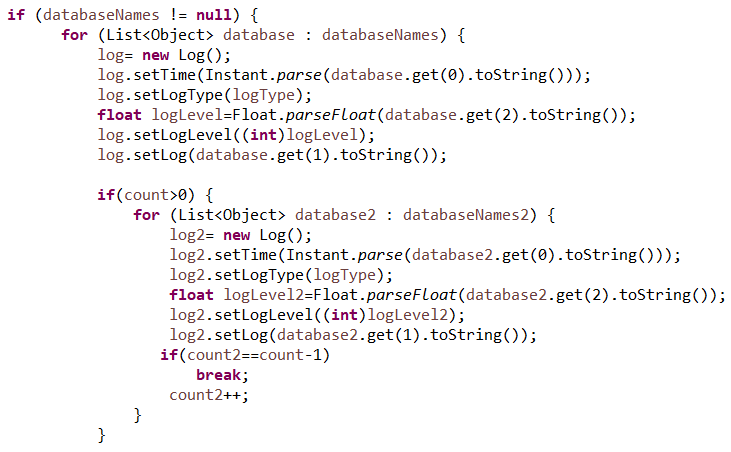 if (databaseNames != null) {
for (List<Object> database : databaseNames) {
log= new Log();
log.setTime(Instant.parse(database.get(0).toString()));
log.setLogType(logType);
float logLevel=Float.parseFloat(database.get(2).toString());
log.setLogLevel((int)logLevel);
log.setLog(database.get(1).toString());
if(count>0) {
for (List<Object> database2 : databaseNames2) {
log2= new Log();
log2.setTime(Instant.parse(database2.get(0).toString()));
log2.setLogType(logType);
float logLevel2=Float.parseFloat(database2.get(2).toString());
log2.setLogLevel((int)logLevel2);
log2.setLog(database2.get(1).toString());
if(count2==count-1)
break;
count2++;
}
}